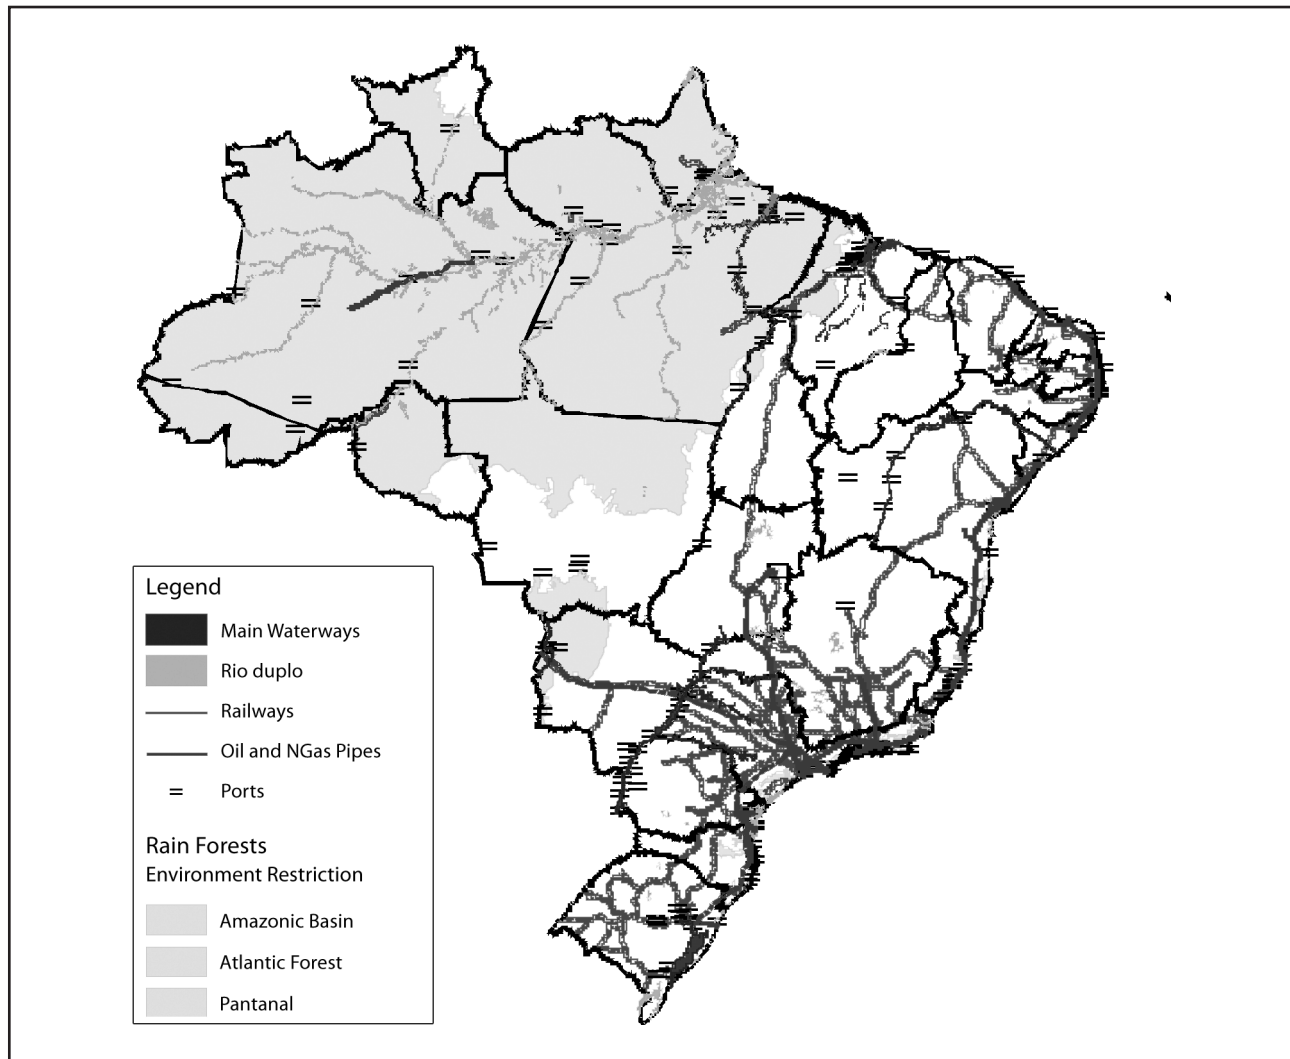 Legend
Main Waterways
Rio duplo
Railways
Oil and NGas Pipes
Ports
Rain Forests
Environment Restriction
Amazonic Basin
Atlantic Forest
Pantanal